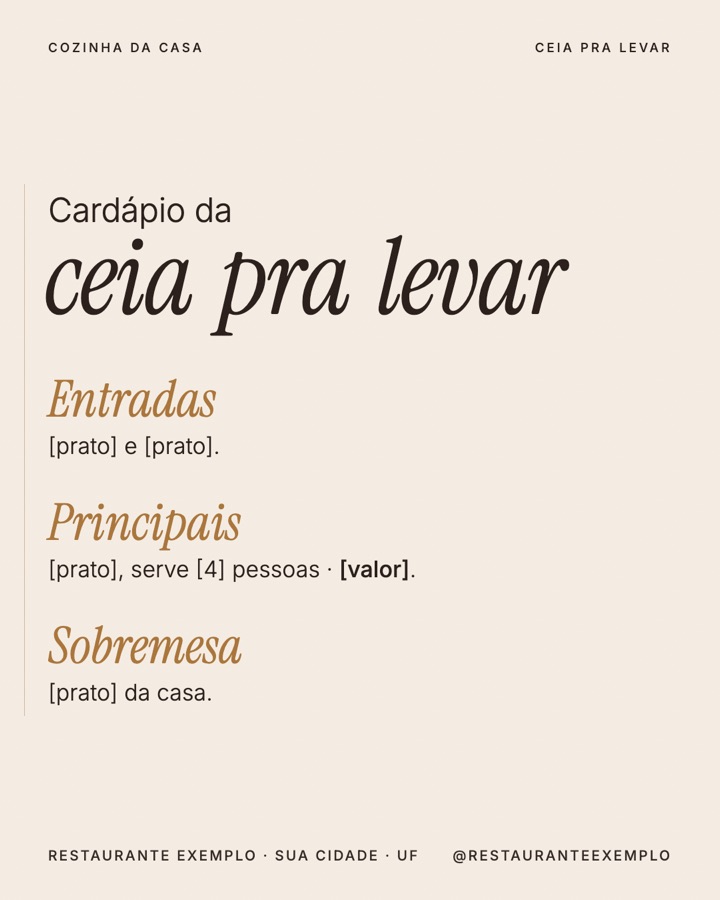 COZINHA DA CASA
CEIA PRA LEVAR
Cardápio da
ceia pra levar
Entradas
[prato] e [prato].
Principais
[prato], serve [4] pessoas · [valor].
Sobremesa
[prato] da casa.
RESTAURANTE EXEMPLO · SUA CIDADE · UF
@RESTAURANTEEXEMPLO